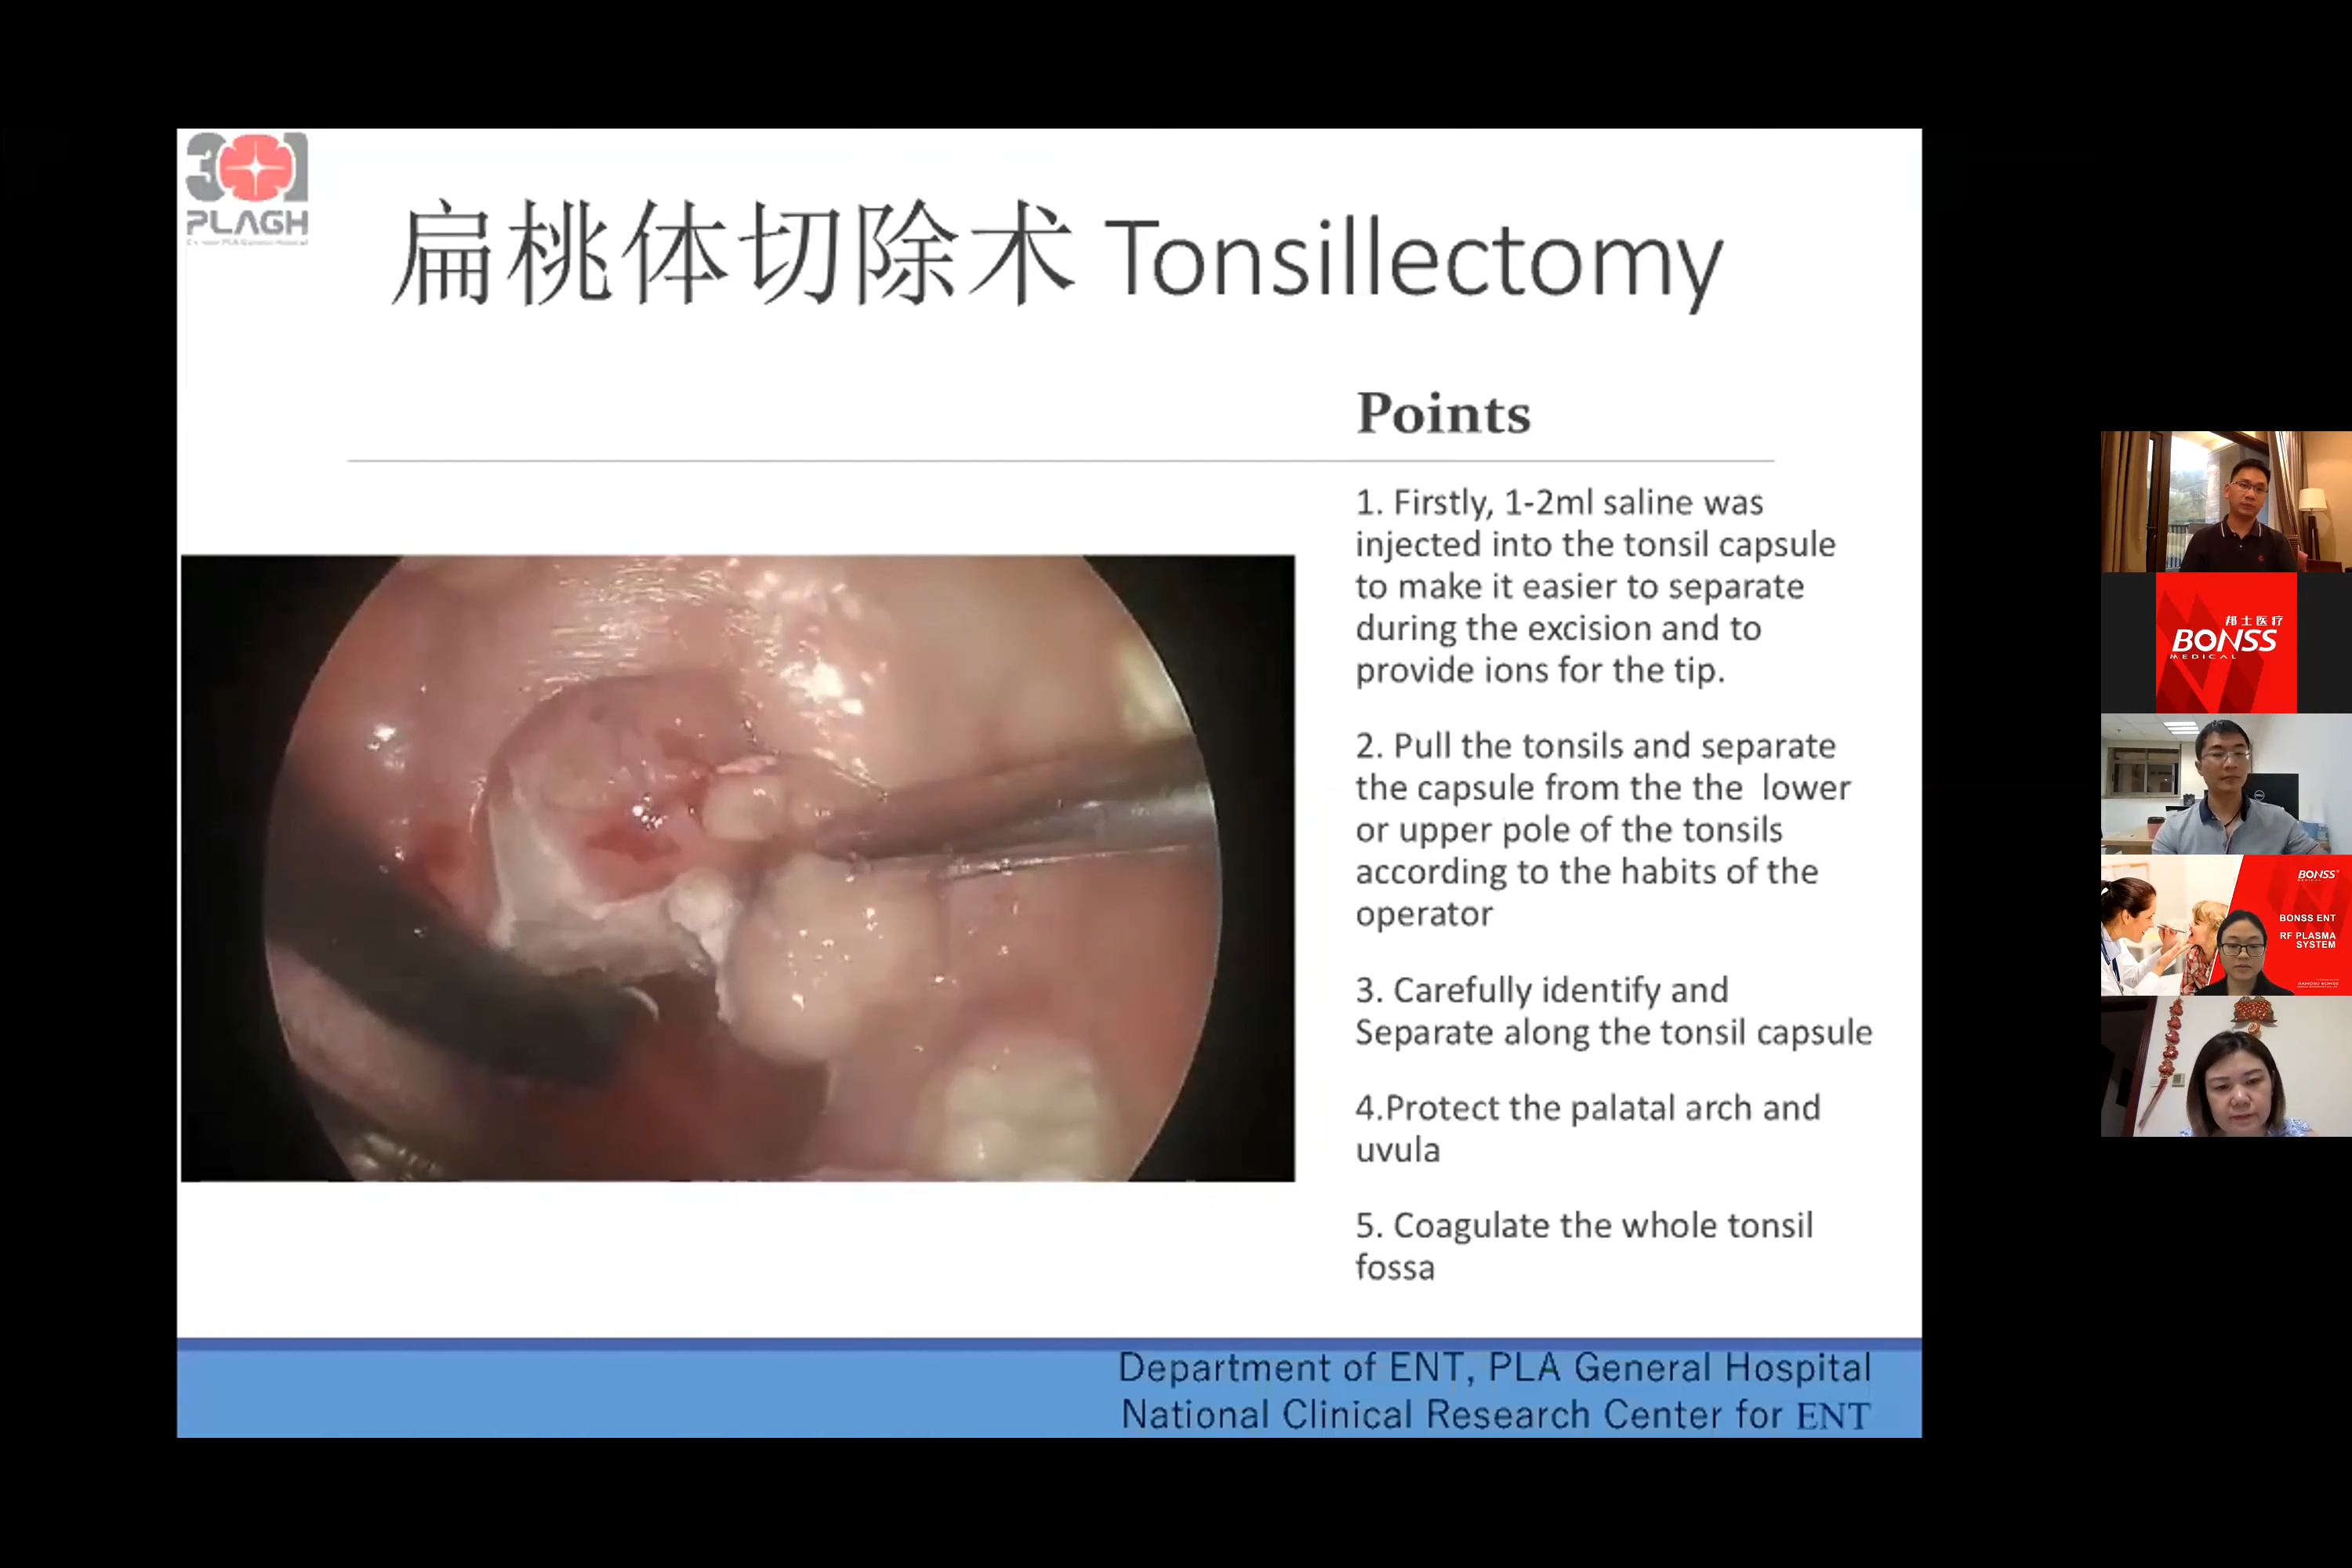 301
PLAGH
扁桃体切除术 Tonsillectomy
Points
1. Firstly, 1-2ml saline was
injected into the tonsil capsule
to make it easier to separate
during the excision and to
provide ions for the tip.
2. Pull the tonsils and separate
the capsule from the the lower
or upper pole of the tonsils
according to the habits of the
operator
3. Carefully identify and
Separate along the tonsil capsule
4.Protect the palatal arch and
uvula
5. Coagulate the whole tonsil
fossa
Department of ENT, PLA General Hospital
National Clinical Research Center for ENT
邦士医疗
BONSS
MEDICAL
BONSS
BONSS ENT
RF PLASMA
SYSTEM